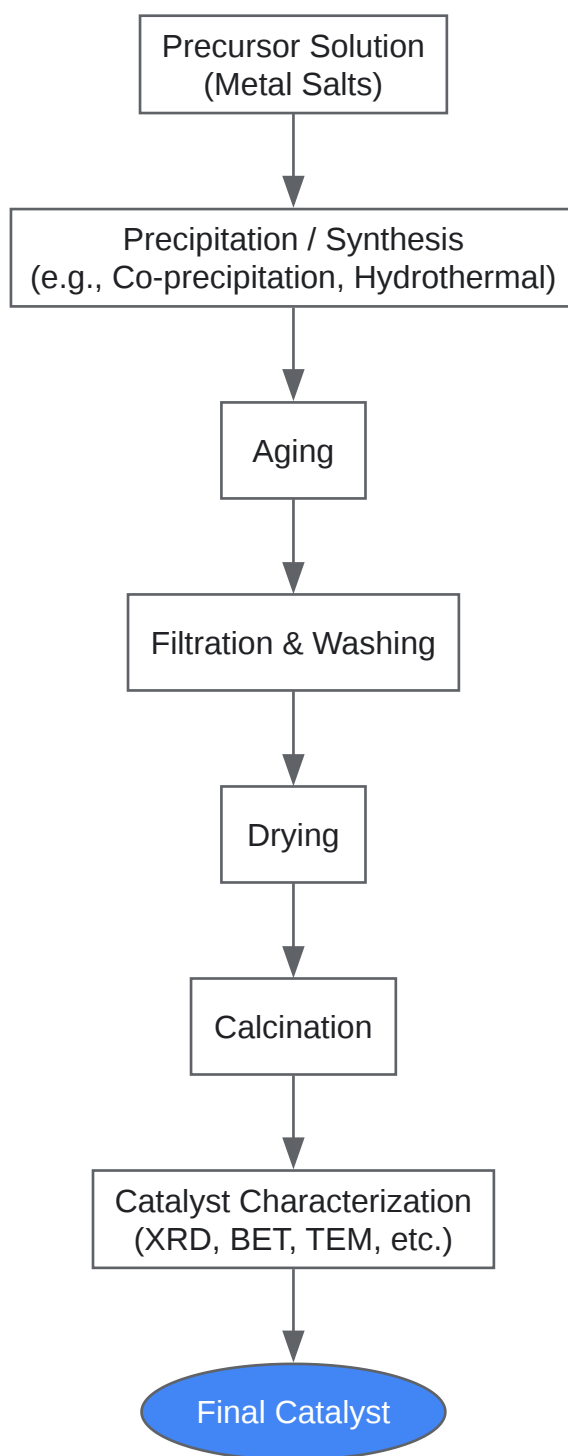 Precursor Solution
(Metal Salts)
Precipitation / Synthesis
(e.g., Co-precipitation, Hydrothermal)
Aging
Filtration & Washing
Drying
Calcination
Catalyst Characterization
(XRD, BET, TEM, etc.)
Final Catalyst